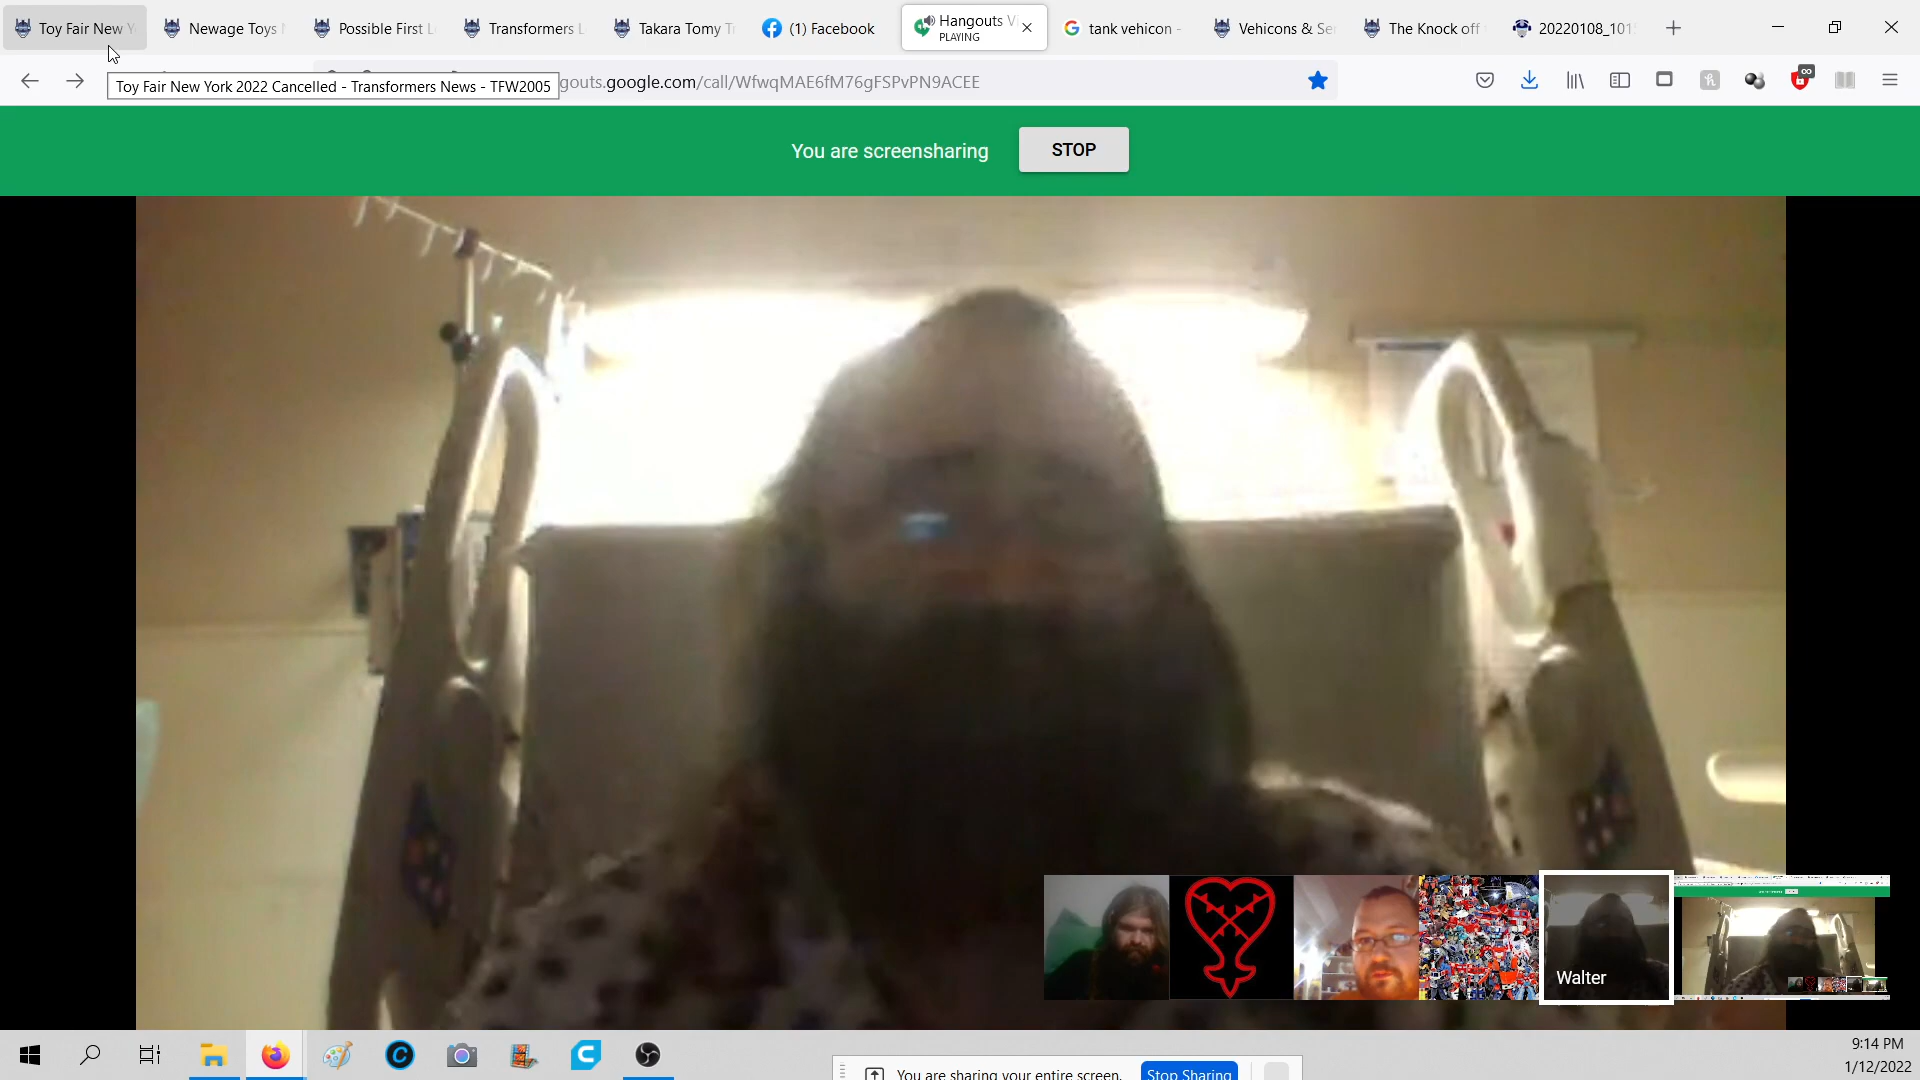 Toy Fair New Y
Newage Toys
Possible First L
Transformers L
Takara Tomy T
(1) Facebook
Hangouts Vi
PLAYING
tank vehicon -
Vehicons & Se
The Knock off
20220108_101
Toy Fair New York 2022 Cancelled - Transformers News - TFW2005
gouts.google.com/call/WfwqMAE6fM76gFSPvPN9ACEE
You are screensharing
STOP
Walter
9:14 PM
You are sharing your entire screen.
Stop Sharing
1/12/2022